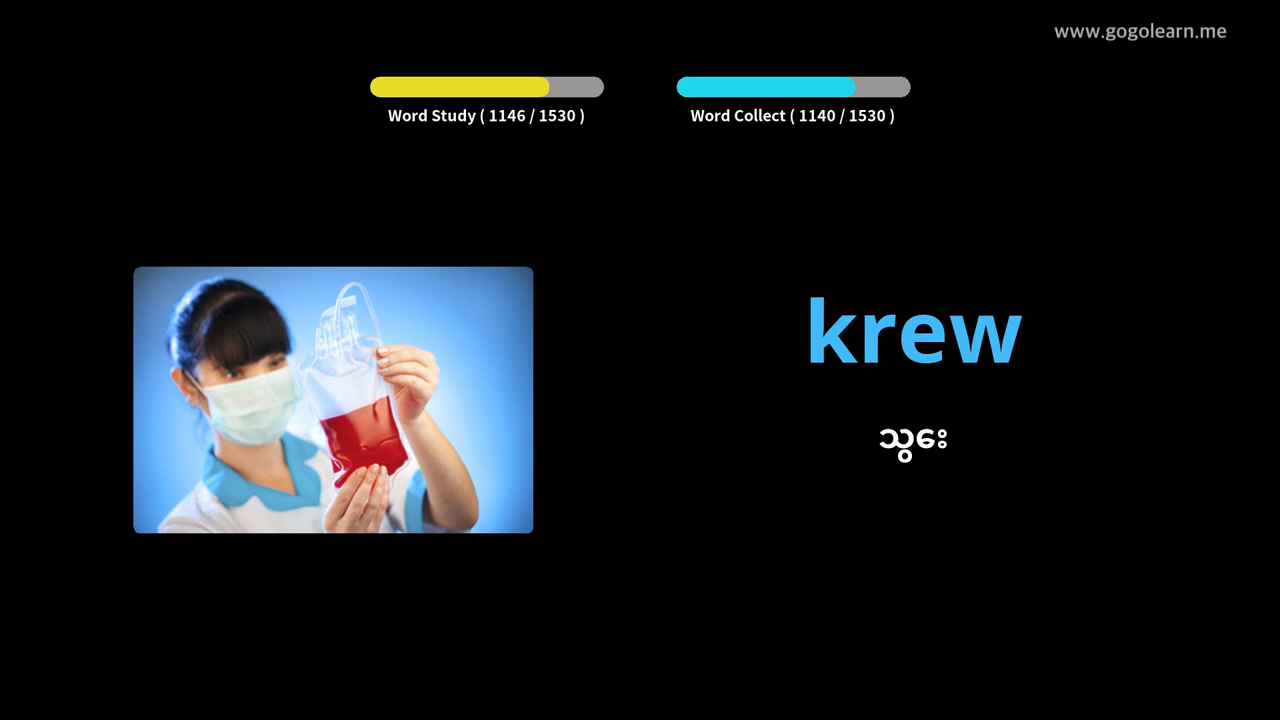 www.gogolearn.me
Word Study ( 1146 / 1530 )
Word Collect ( 1140 / 1530 )
krew
သွေး